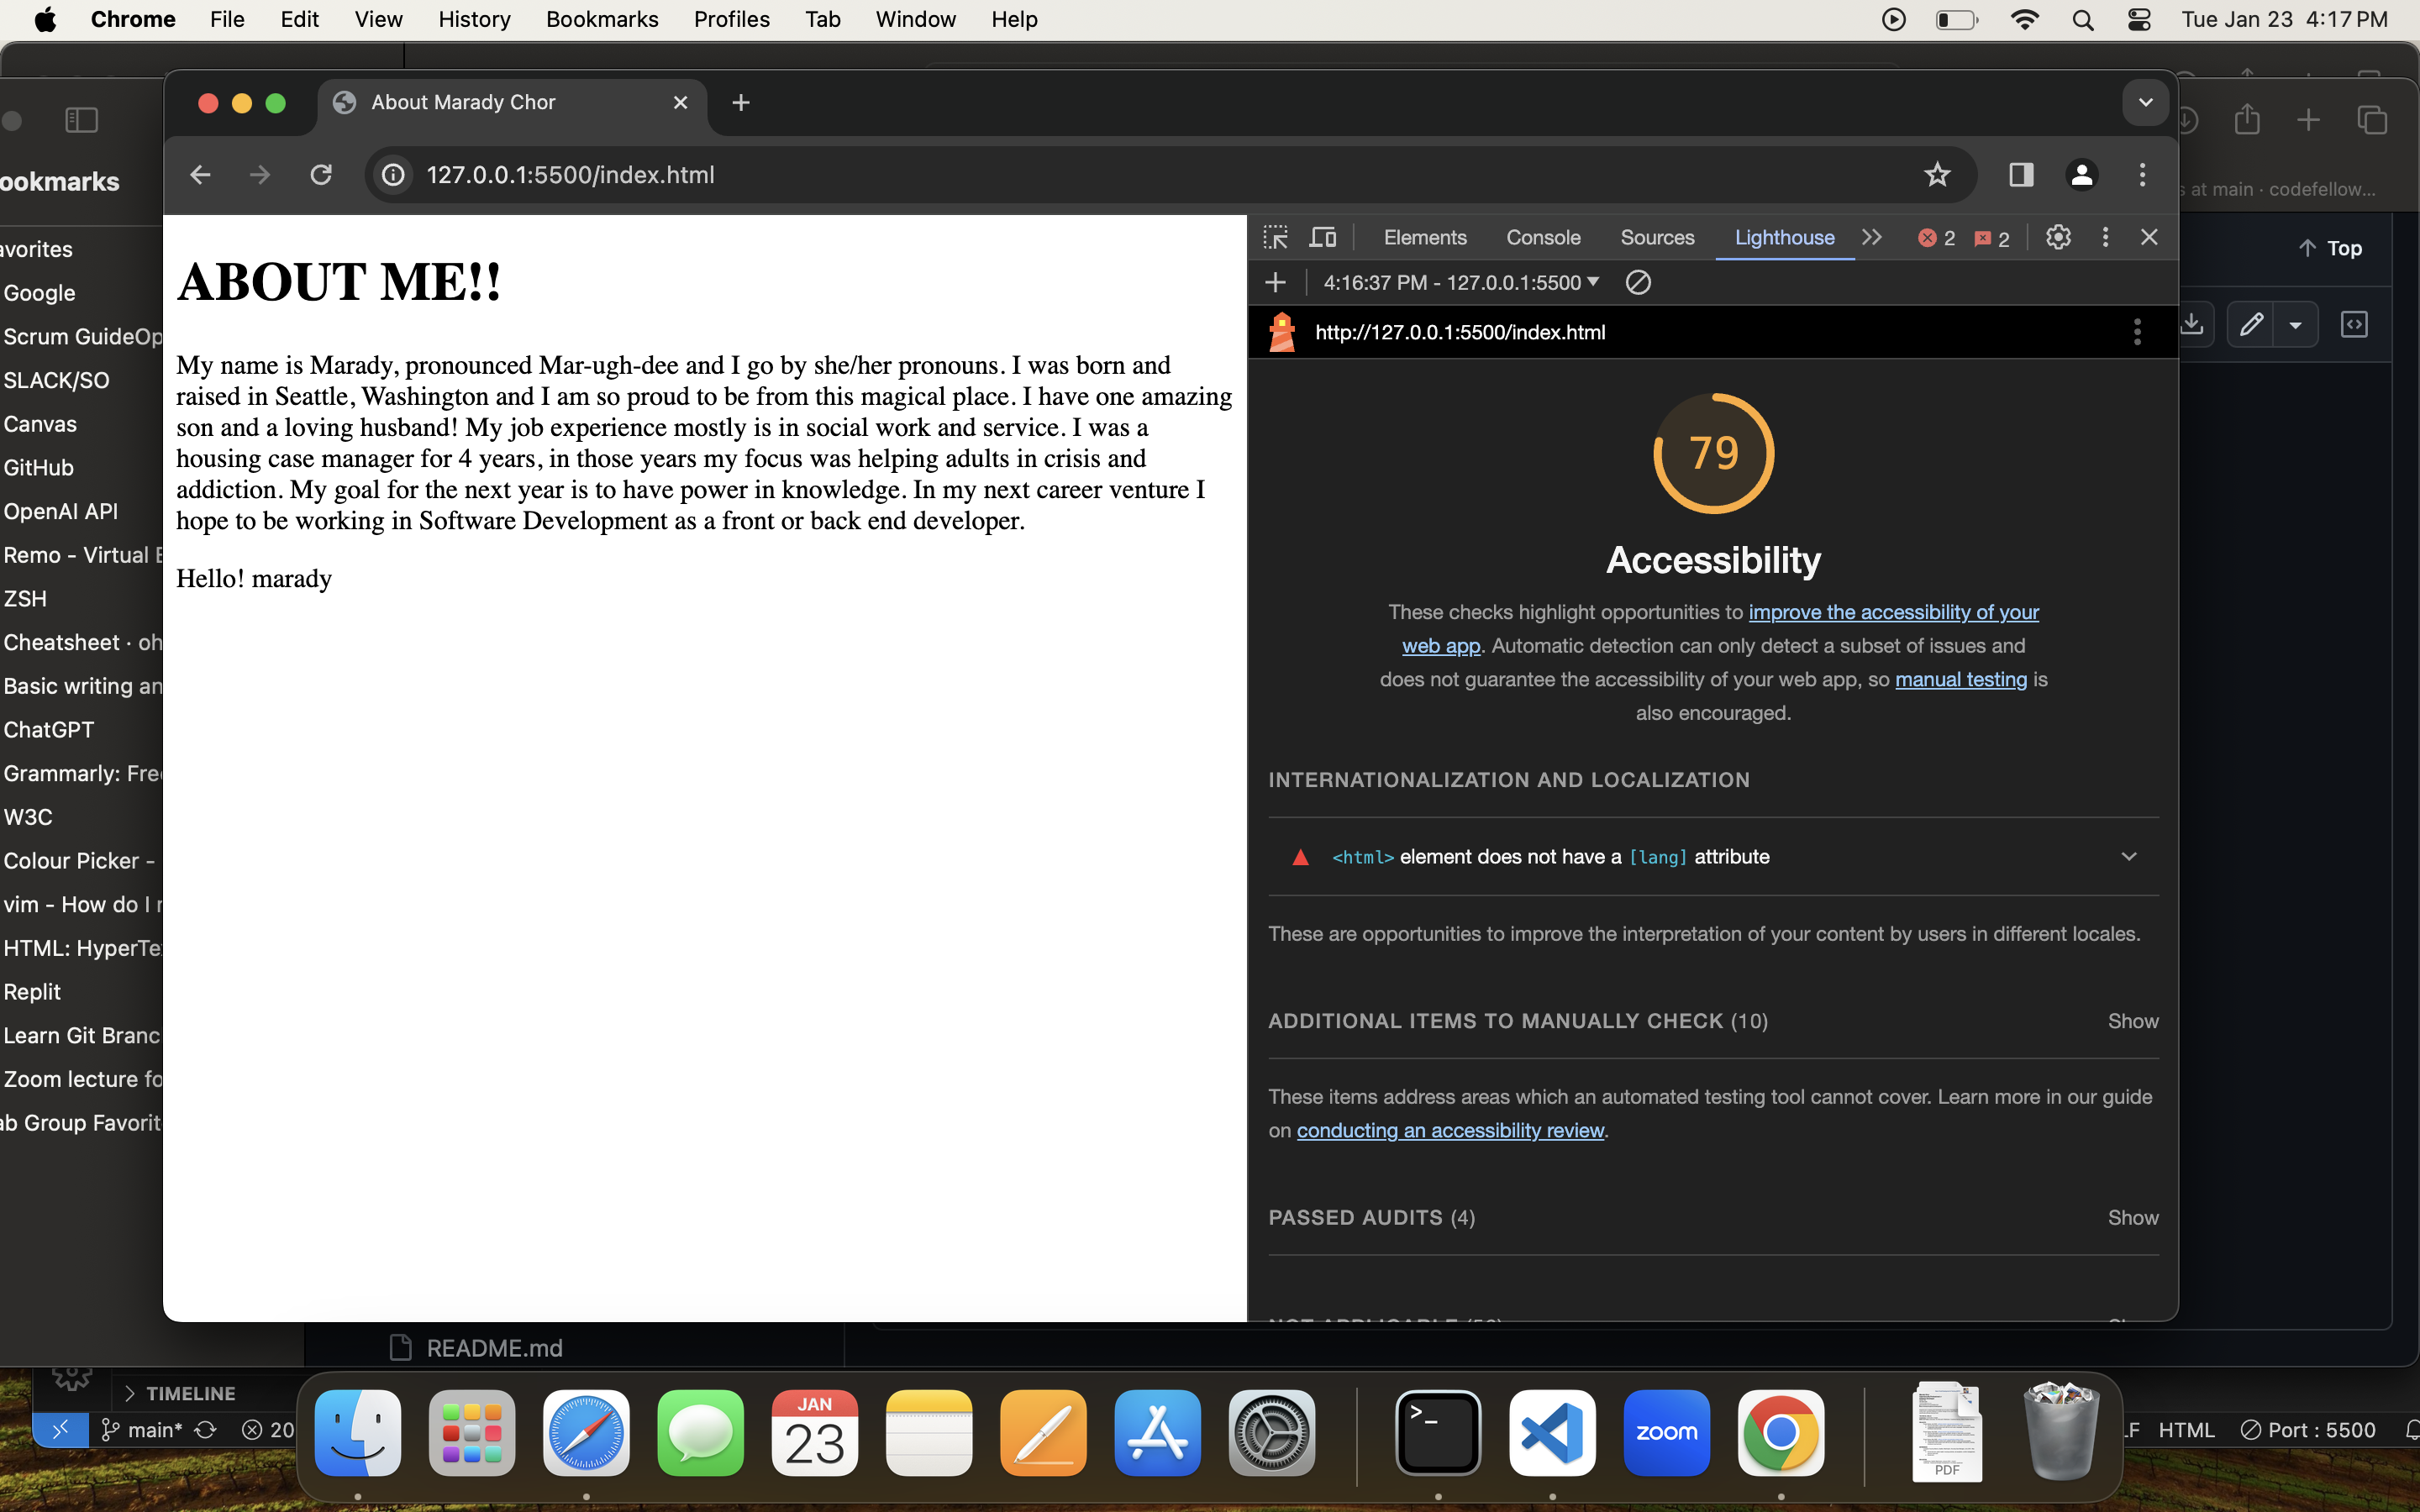 Chrome File Edit View History Bookmarks Profiles Tab Window Help Tue Jan 23 4:17 PM
About Marady Chor
127.0.0.1:5500/index.html
ookmarks
avorites
Google
Scrum GuideOp
SLACK/SO
Canvas
GitHub
OpenAI API
Remo - Virtual E
ZSH
Cheatsheet · oh
Basic writing an
ChatGPT
Grammarly: Fre
W3C
Colour Picker -
vim - How do I r
HTML: HyperTe
Replit
Learn Git Branc
Zoom lecture fo
ab Group Favorit
ABOUT ME!!
My name is Marady, pronounced Mar-ugh-dee and I go by she/her pronouns. I was born and
raised in Seattle, Washington and I am so proud to be from this magical place. I have one amazing
son and a loving husband! My job experience mostly is in social work and service. I was a
housing case manager for 4 years, in those years my focus was helping adults in crisis and
addiction. My goal for the next year is to have power in knowledge. In my next career venture I
hope to be working in Software Development as a front or back end developer.
Hello! marady
Elements Console Sources Lighthouse 2 2
4:16:37 PM - 127.0.0.1:5500
http://127.0.0.1:5500/index.html
79
Accessibility
These checks highlight opportunities to improve the accessibility of your
web app. Automatic detection can only detect a subset of issues and
does not guarantee the accessibility of your web app, so manual testing is
also encouraged.
INTERNATIONALIZATION AND LOCALIZATION
<html> element does not have a [lang] attribute
These are opportunities to improve the interpretation of your content by users in different locales.
ADDITIONAL ITEMS TO MANUALLY CHECK (10) Show
These items address areas which an automated testing tool cannot cover. Learn more in our guide
on conducting an accessibility review.
PASSED AUDITS (4) Show
s at main · codefellow...
Top
README.md
TIMELINE
main* 20
JAN
23
zoom
PDF
LF HTML Port : 5500